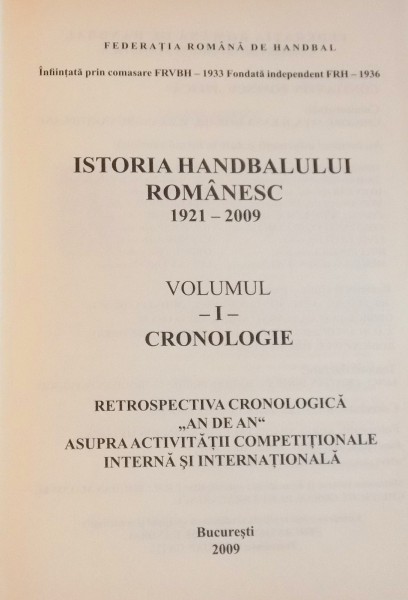 FEDERAȚIA ROMÂNĂ DE HANDBAL
Înființată prin comasare FRVBH – 1933 Fondată independent FRH – 1936
ISTORIA HANDBALULUI
ROMÂNESC
1921 – 2009
VOLUMUL
– I –
CRONOLOGIE
RETROSPECTIVA CRONOLOGICĂ
„AN DE AN“
ASUPRA ACTIVITĂȚII COMPETIȚIONALE
INTERNĂ ȘI INTERNAȚIONALĂ
București
2009